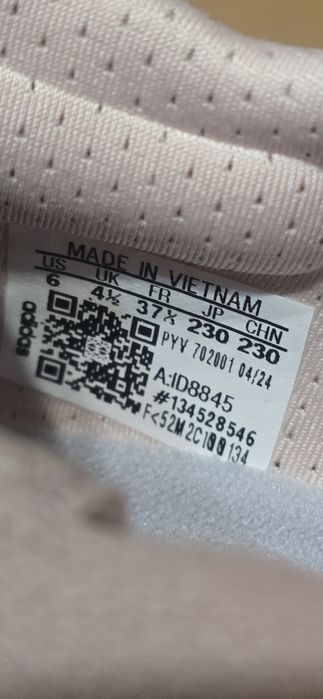 MADE IN VIETNAM
US UK FR JP CHN
6 4½ 37⅓ 230 230
adidas
PYV 702001 04/24
A:ID8845
#134528546
F<52M2C100134